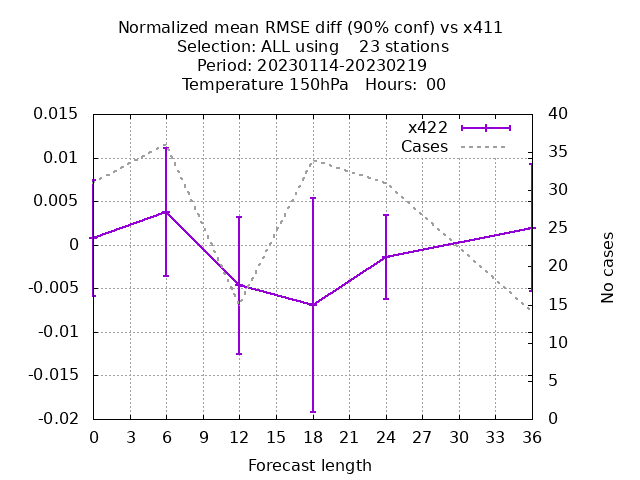 Normalized mean RMSE diff (90% conf) vs x411
Selection: ALL using    23 stations
Period: 20230114-20230219
Temperature 150hPa   Hours:  00
0.015
0.01
0.005
0
-0.005
-0.01
-0.015
-0.02
x422
Cases
40
35
30
25
20
15
10
5
0
No cases
0 3 6 9 12 15 18 21 24 27 30 33 36
Forecast length